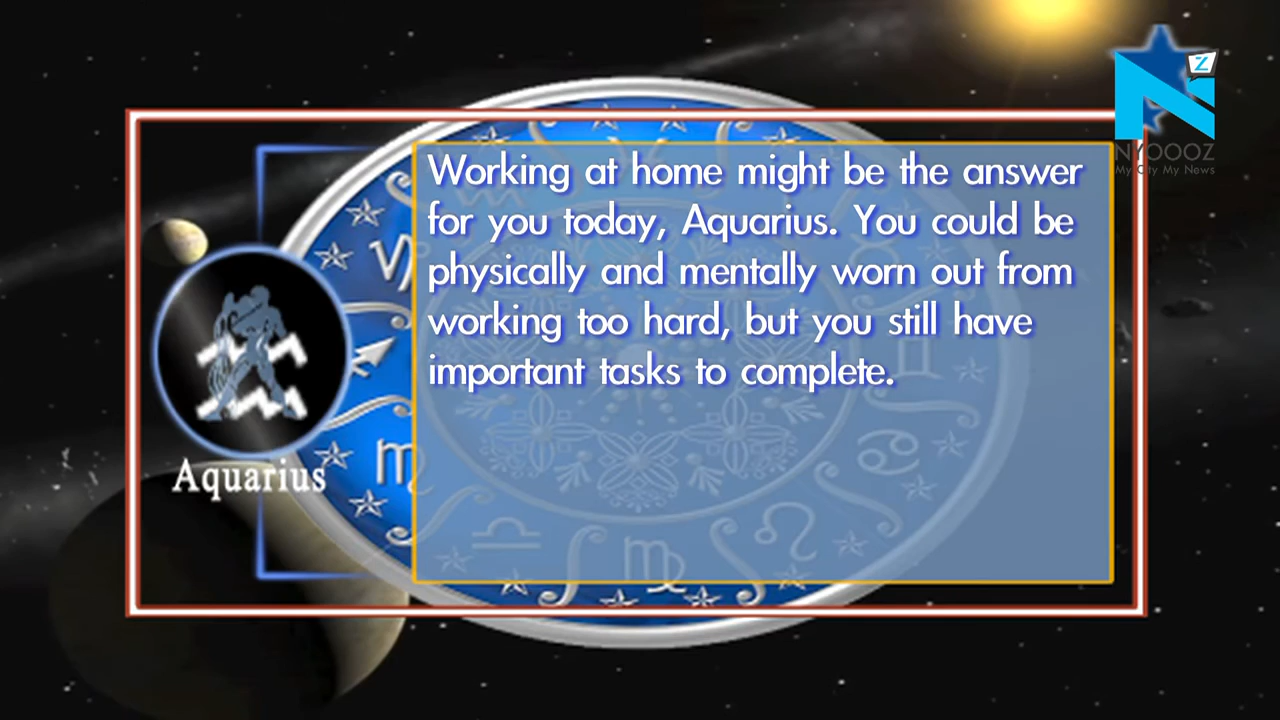 Z
NYOOOZ
My City My News
Working at home might be the answer
for you today, Aquarius. You could be
physically and mentally worn out from
working too hard, but you still have
important tasks to complete.
Aquarius